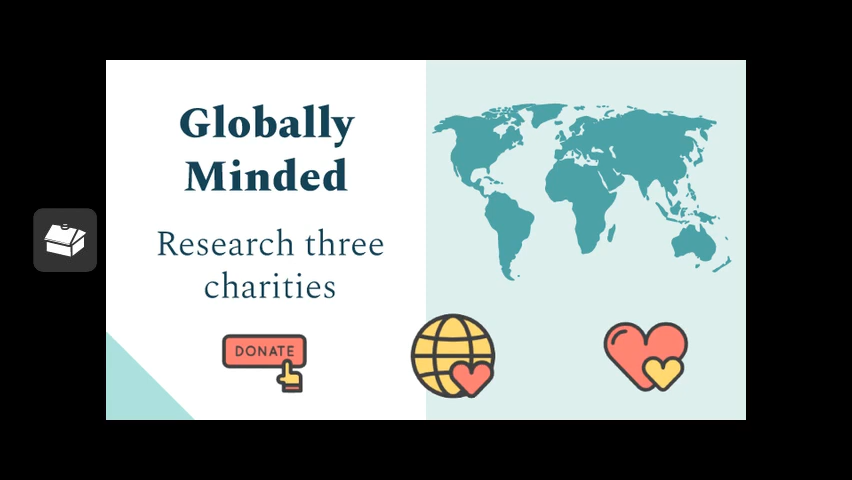 Globally
Minded
Research three
charities
DONATE